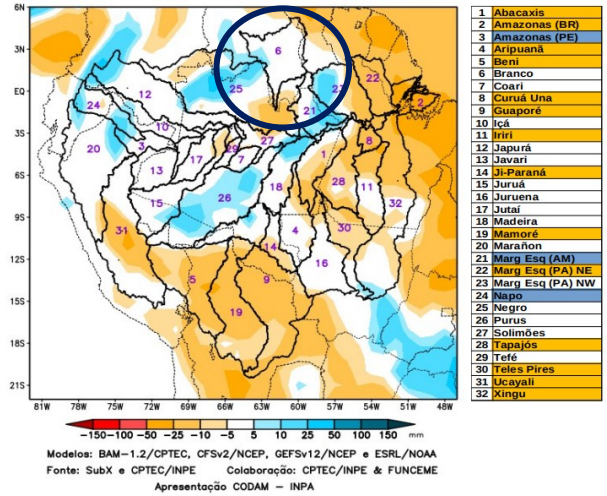 6N
6
3N
22
25
23
12
EQ
2
24
21
10
3S
27
8
20
3
29
1
17
7
13
28
11
6S
18
15
26
32
9S
4
30
31
14
12S
16
5
9
15S
19
18S
21S
81W 78W 75W 72W 69W 66W 63W 60W 57W 54W 51W 48W
-150 -100 -50 -25 -10 -5 5 10 25 50 100 150 mm
Modelos: BAM-1.2/CPTEC, CFSv2/NCEP, GEFSv12/NCEP e ESRL/NOAA
Fonte: SubX e CPTEC/INPE Colaboração: CPTEC/INPE & FUNCEME
Apresentação CODAM - INPA
1 Abacaxis
2 Amazonas (BR)
3 Amazonas (PE)
4 Aripuanã
5 Beni
6 Branco
7 Coari
8 Curuá Una
9 Guaporé
10 Içá
11 Iriri
12 Japurá
13 Javari
14 Ji-Paraná
15 Juruá
16 Juruena
17 Jutaí
18 Madeira
19 Mamoré
20 Marañon
21 Marg Esq (AM)
22 Marg Esq (PA) NE
23 Marg Esq (PA) NW
24 Napo
25 Negro
26 Purus
27 Solimões
28 Tapajós
29 Tefé
30 Teles Pires
31 Ucayali
32 Xingu